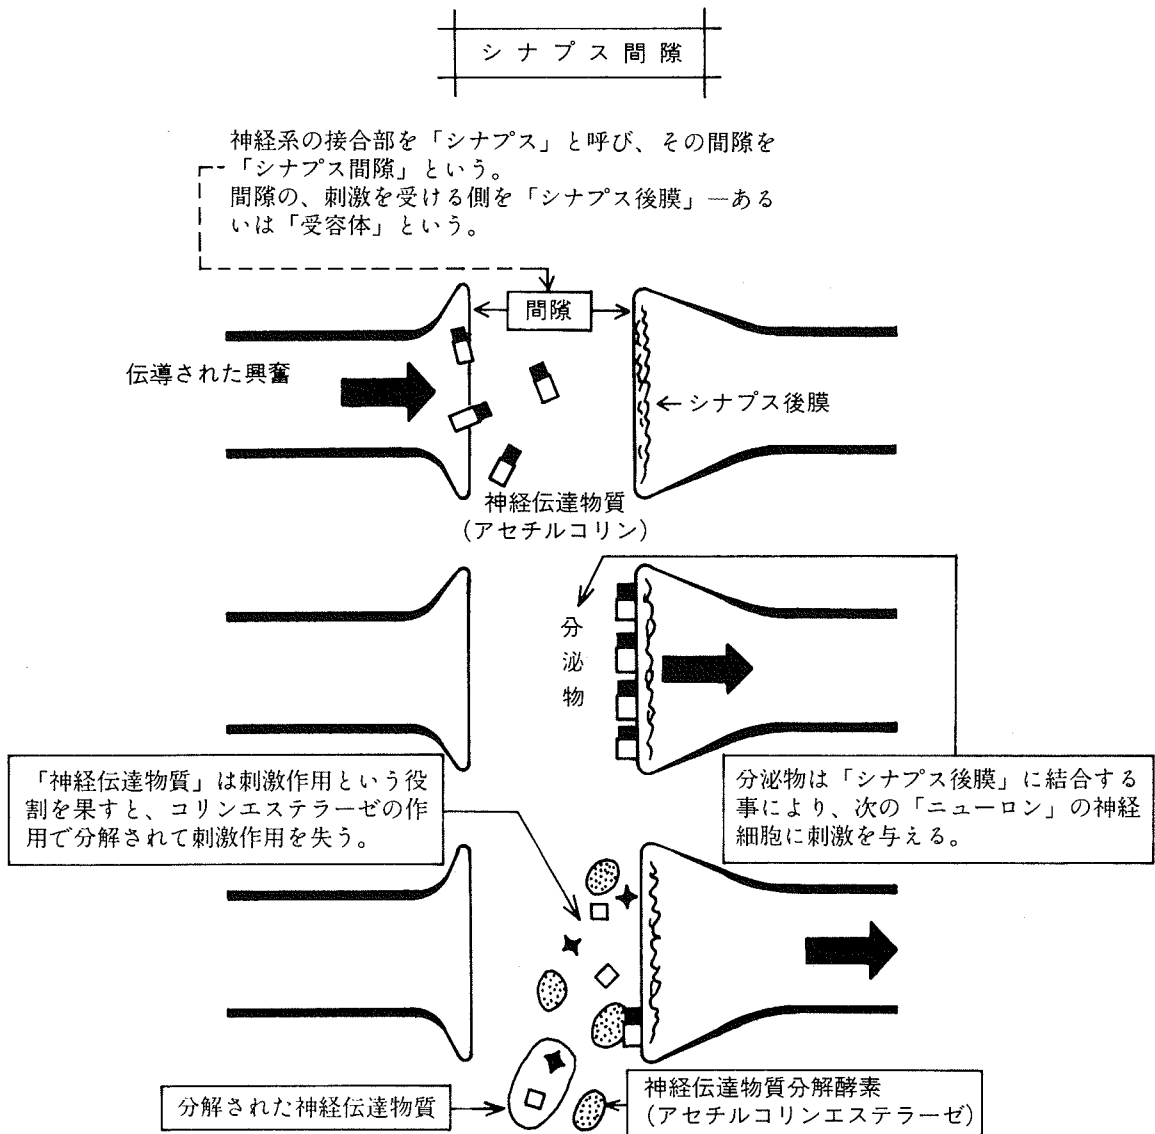 シナプス間隙
神経系の接合部を「シナプス」と呼び、その間隙を
「シナプス間隙」という。
間隙の、刺激を受ける側を「シナプス後膜」―ある
いは「受容体」という。
間隙
伝導された興奮
シナプス後膜
神経伝達物質
(アセチルコリン)
分
泌
物
「神経伝達物質」は刺激作用という役
割を果すと、コリンエステラーゼの作
用で分解されて刺激作用を失う。
分泌物は「シナプス後膜」に結合する
事により、次の「ニューロン」の神経
細胞に刺激を与える。
分解された神経伝達物質
神経伝達物質分解酵素
(アセチルコリンエステラーゼ)